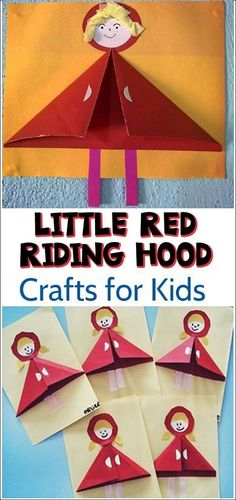 LITTLE RED
RIDING HOOD
Crafts for Kids